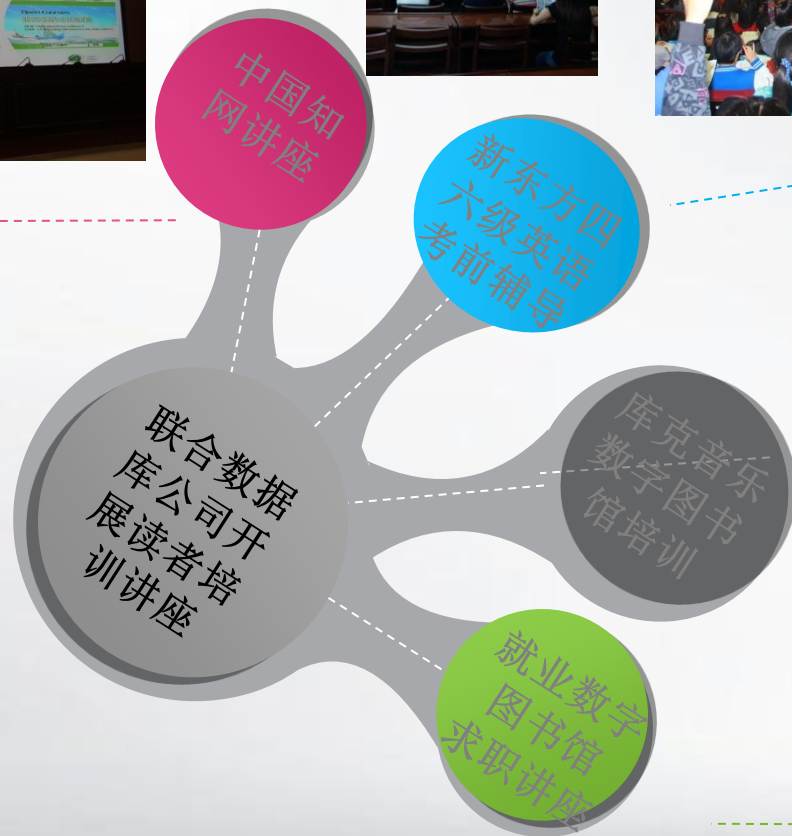 中国知
网讲座
新东方四
六级英语
考前辅导
联合数据
库公司开
展读者培
训讲座
库克音乐
数字图书
馆培训
就业数字
图书馆
求职讲座